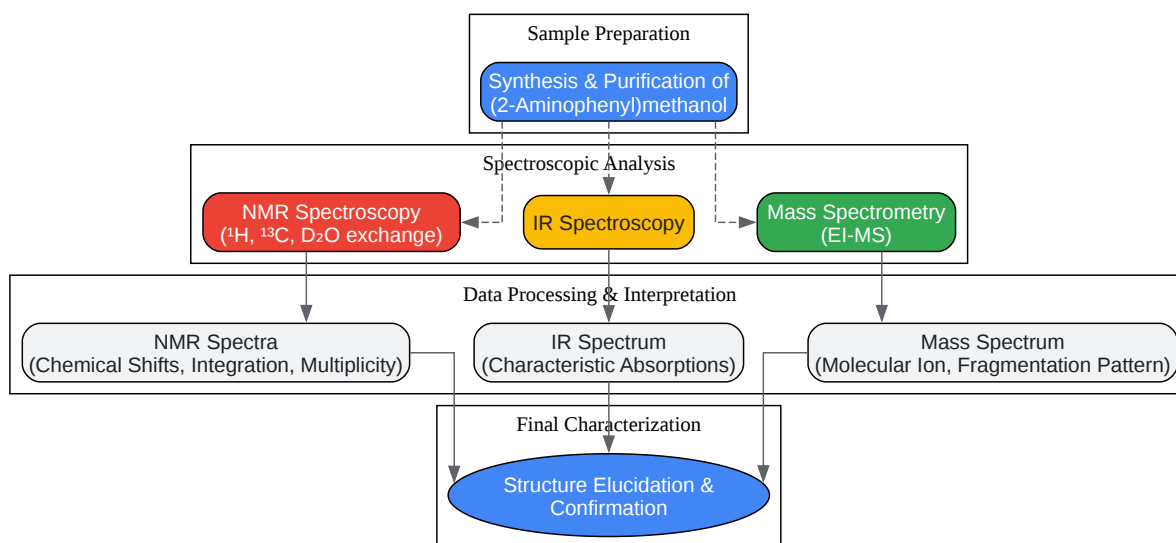 Sample Preparation
Synthesis & Purification of
(2-Aminophenyl)methanol
Spectroscopic Analysis
NMR Spectroscopy
(¹H, ¹³C, D₂O exchange)
IR Spectroscopy
Mass Spectrometry
(EI-MS)
Data Processing & Interpretation
NMR Spectra
(Chemical Shifts, Integration, Multiplicity)
IR Spectrum
(Characteristic Absorptions)
Mass Spectrum
(Molecular Ion, Fragmentation Pattern)
Final Characterization
Structure Elucidation &
Confirmation